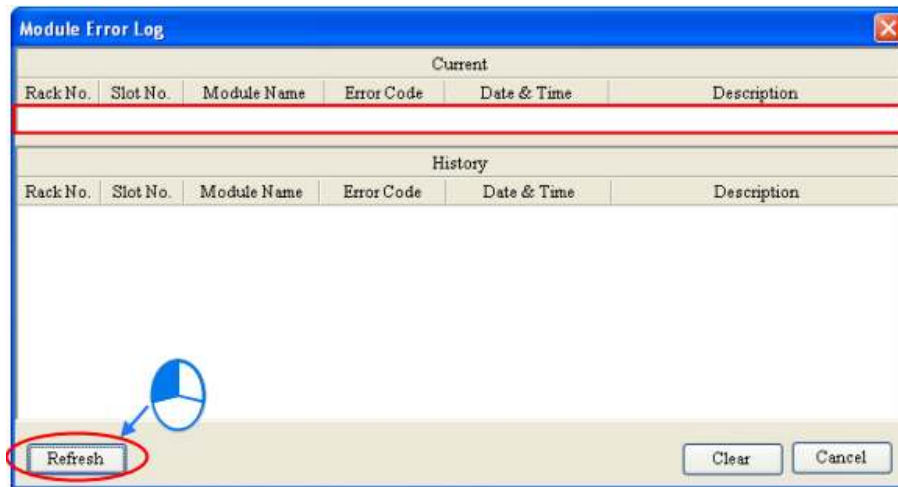 Module Error Log
Current
Rack No. Slot No. Module Name Error Code Date & Time Description
History
Rack No. Slot No. Module Name Error Code Date & Time Description
Refresh Clear Cancel